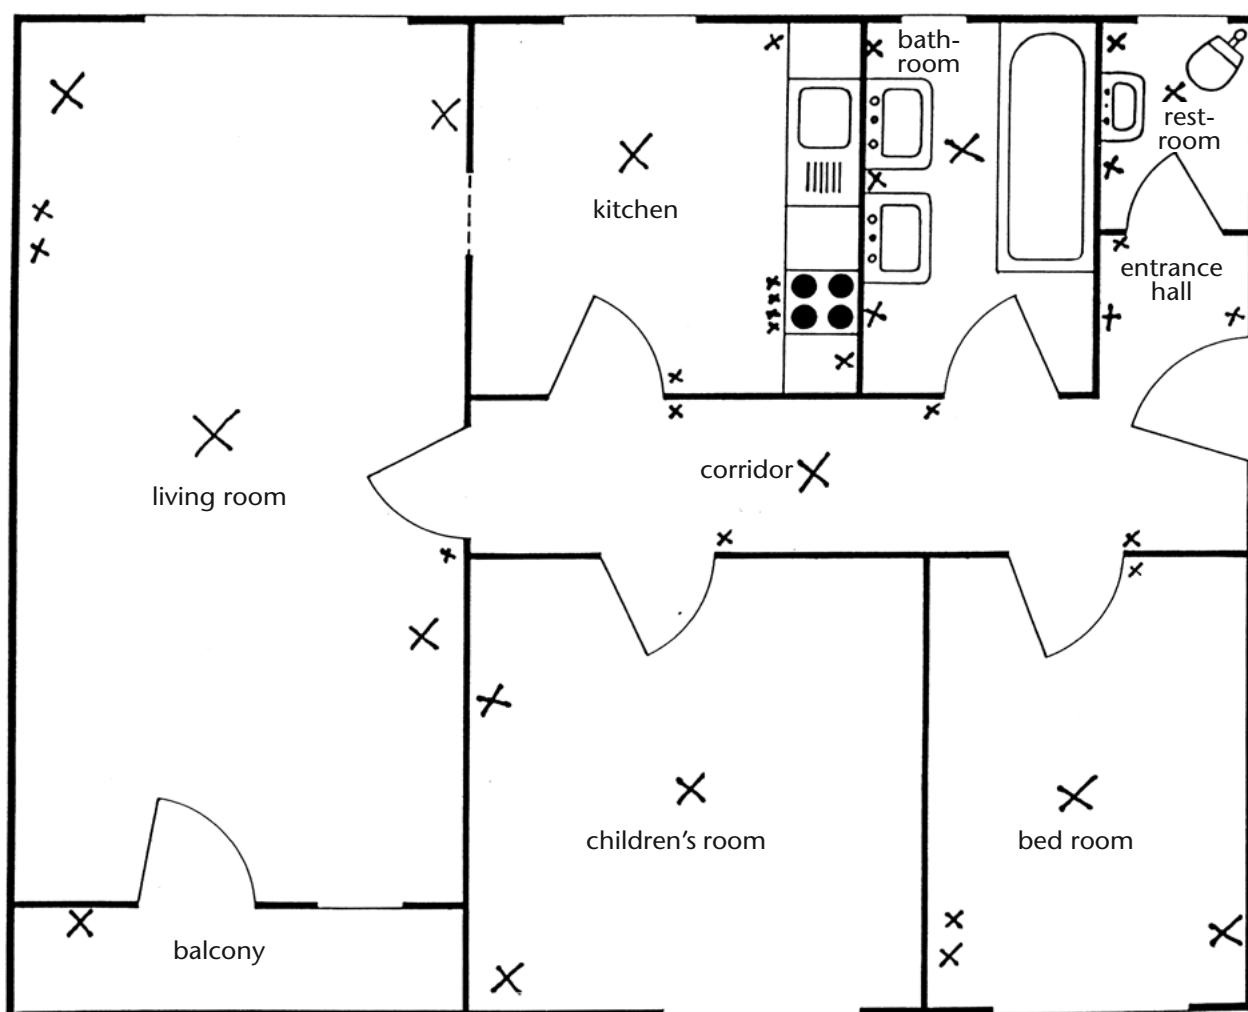 bath-
room
rest-
room
kitchen
entrance
hall
corridor
living room
children's room
bed room
balcony